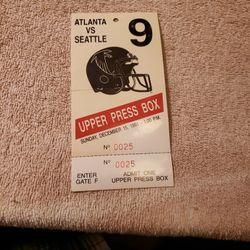 ATLANTA
VS
SEATTLE
9
UPPER PRESS BOX
SUNDAY, DECEMBER 15, 1:00 P.M.
Nº 0025
Nº 0025
ENTER
GATE F
ADMIT ONE
UPPER PRESS BOX